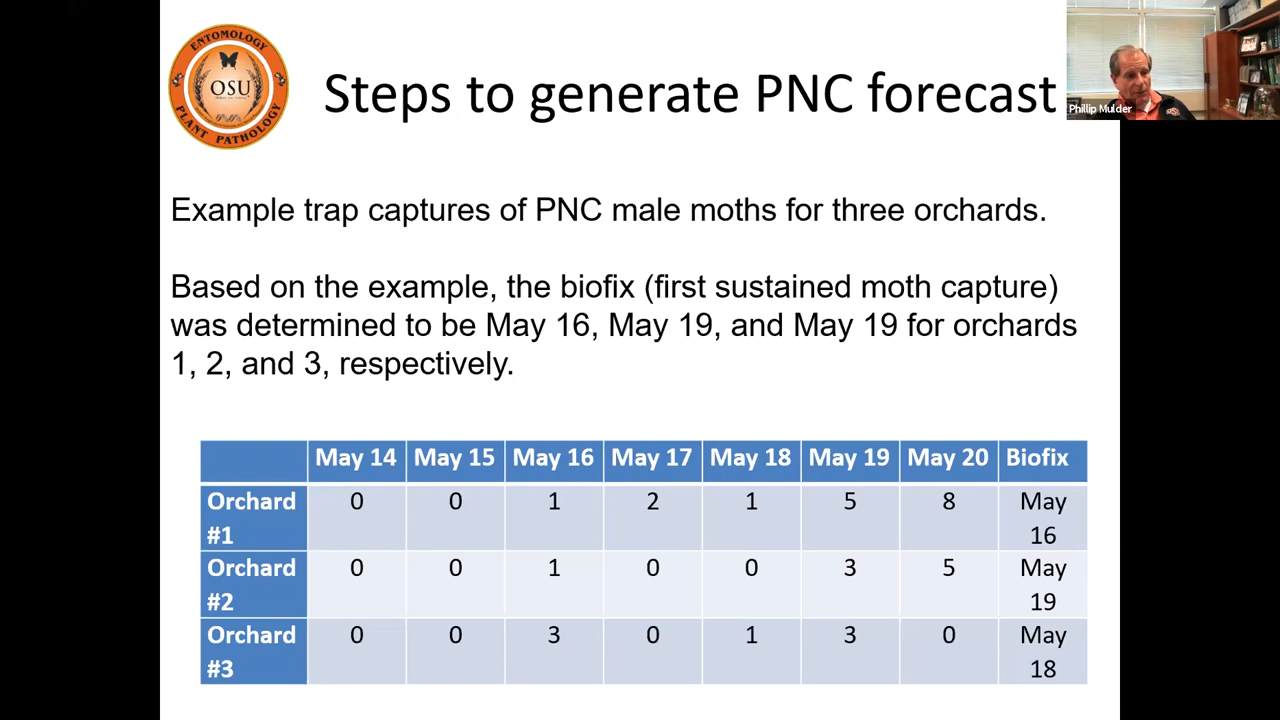 ENTOMOLOGY
OSU
PLANT PATHOLOGY
Steps to generate PNC forecast
Phillip Mulder
Example trap captures of PNC male moths for three orchards.
Based on the example, the biofix (first sustained moth capture)
was determined to be May 16, May 19, and May 19 for orchards
1, 2, and 3, respectively.
May 14 May 15 May 16 May 17 May 18 May 19 May 20 Biofix
Orchard #1 0 0 1 2 1 5 8 May 16
Orchard #2 0 0 1 0 0 3 5 May 19
Orchard #3 0 0 3 0 1 3 0 May 18